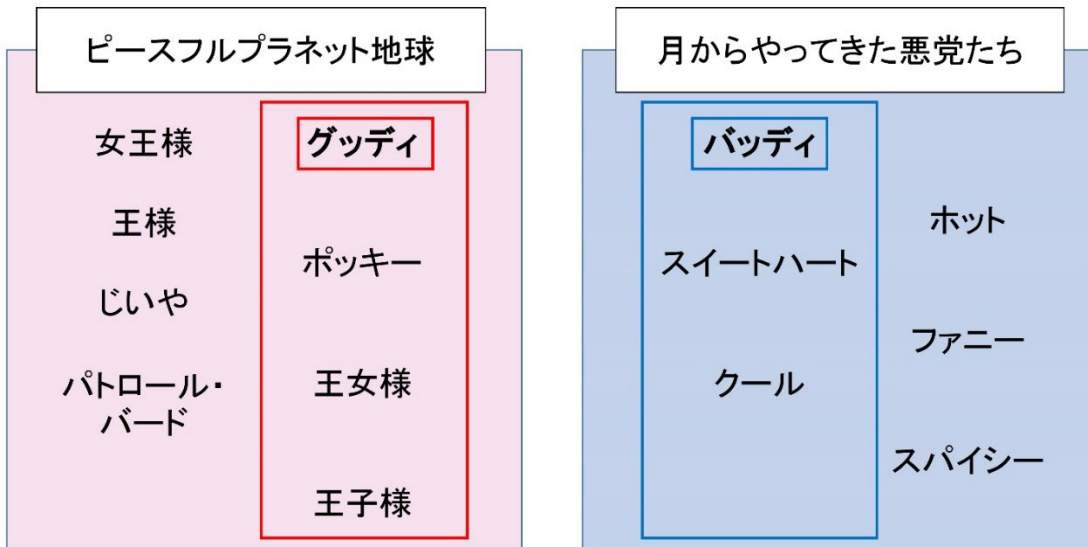 ピースフルプラネット地球
女王様
王様
じいや
パトロール・
バード
グッディ
ポッキー
王女様
王子様
月からやってきた悪党たち
バッディ
スイートハート
クール
ホット
ファニー
スパイシー